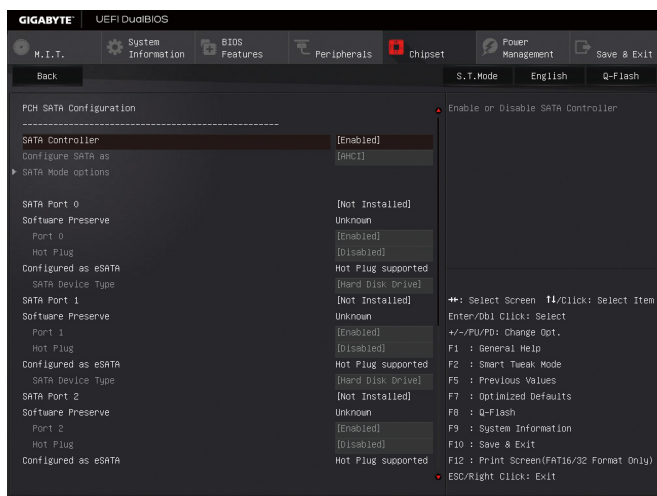 GIGABYTE™ UEFI DualBIOS
M.I.T. System Information BIOS Features Peripherals Chipset Power Management Save & Exit
Back S.T.Mode English Q-Flash
PCH SATA Configuration
Enable or Disable SATA Controller
----------------------------------------------------
SATA Controller [Enabled]
Configure SATA as [AHCI]
SATA Mode options
SATA Port 0 [Not Installed]
Software Preserve Unknown
Port 0 [Enabled]
Hot Plug [Disabled]
Configured as eSATA Hot Plug supported
SATA Device Type [Hard Disk Drive]
SATA Port 1 [Not Installed]
Software Preserve Unknown
Port 1 [Enabled]
Hot Plug [Disabled]
Configured as eSATA Hot Plug supported
SATA Device Type [Hard Disk Drive]
SATA Port 2 [Not Installed]
Software Preserve Unknown
Port 2 [Enabled]
Hot Plug [Disabled]
Configured as eSATA Hot Plug supported
→←: Select Screen ↑↓/Click: Select Item
Enter/Dbl Click: Select
+/-/PU/PD: Change Opt.
F1 : General Help
F2 : Smart Tweak Mode
F5 : Previous Values
F7 : Optimized Defaults
F8 : Q-Flash
F9 : System Information
F10 : Save & Exit
F12 : Print Screen(FAT16/32 Format Only)
ESC/Right Click: Exit